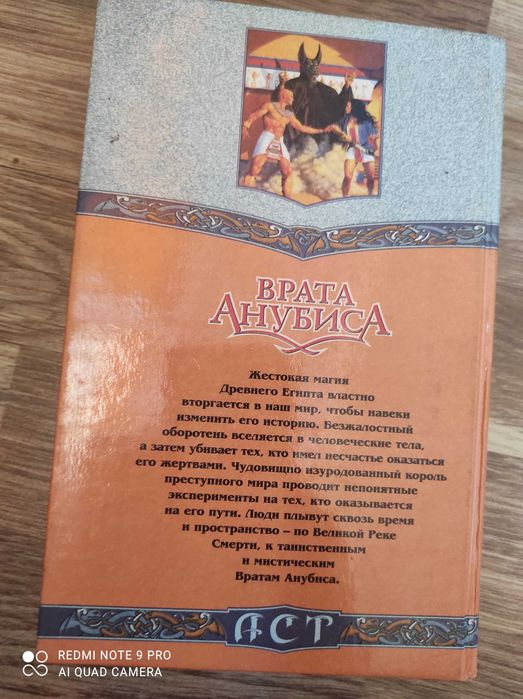 ВРАТА
АНУБИСА
Жестокая магия
Древнего Египта властно
вторгается в наш мир, чтобы навеки
изменить его историю. Безжалостный
оборотень вселяется в человеческие тела,
а затем убивает тех, кто имел несчастье оказаться
его жертвами. Чудовищно изуродованный король
преступного мира проводит непонятные
эксперименты на тех, кто оказывается
на его пути. Люди плывут сквозь время
и пространство – по Великой Реке
Смерти, к таинственным
и мистическим
Вратам Анубиса.
АСТ
REDMI NOTE 9 PRO
AI QUAD CAMERA